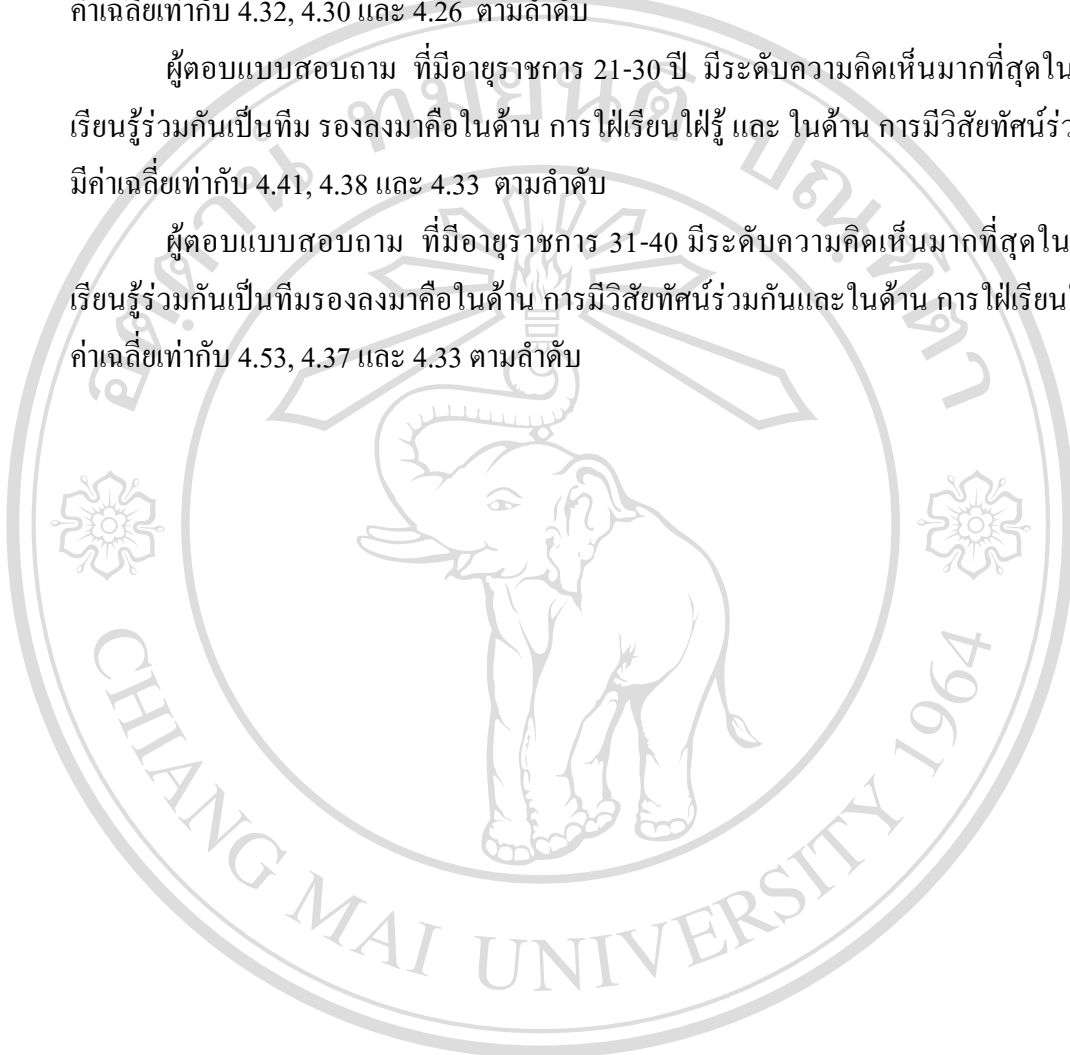 ค่าเฉลี่ยเท่ากับ 4.32, 4.30 และ 4.26 ตามลำดับ
ผู้ตอบแบบสอบถาม ที่มีอายุราชการ 21-30 ปี มีระดับความคิดเห็นมากที่สุดใน
เรียนรู้ร่วมกันเป็นทีม รองลงมาคือในด้าน การใฝ่เรียนใฝ่รู้ และ ในด้าน การมีวิสัยทัศน์ร่ว
มีค่าเฉลี่ยเท่ากับ 4.41, 4.38 และ 4.33 ตามลำดับ
ผู้ตอบแบบสอบถาม ที่มีอายุราชการ 31-40 มีระดับความคิดเห็นมากที่สุดใน
เรียนรู้ร่วมกันเป็นทีมรองลงมาคือในด้าน การมีวิสัยทัศน์ร่วมกันและในด้าน การใฝ่เรียน
ค่าเฉลี่ยเท่ากับ 4.53, 4.37 และ 4.33 ตามลำดับ
อตฺตานํ ทมยนฺติ ปณฺฑิตา
CHIANG MAI UNIVERSITY 1964